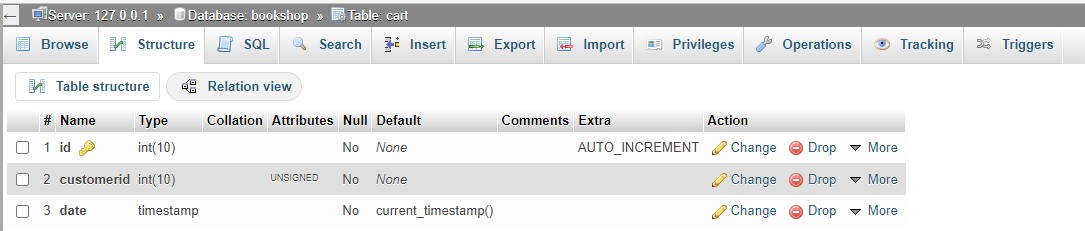 Server: 127.0.0.1 » Database: bookshop » Table: cart
Browse Structure SQL Search Insert Export Import Privileges Operations Tracking Triggers
Table structure Relation view
# Name Type Collation Attributes Null Default Comments Extra Action
1 id int(10) No None AUTO_INCREMENT Change Drop More
2 customerid int(10) UNSIGNED No None Change Drop More
3 date timestamp No current_timestamp() Change Drop More